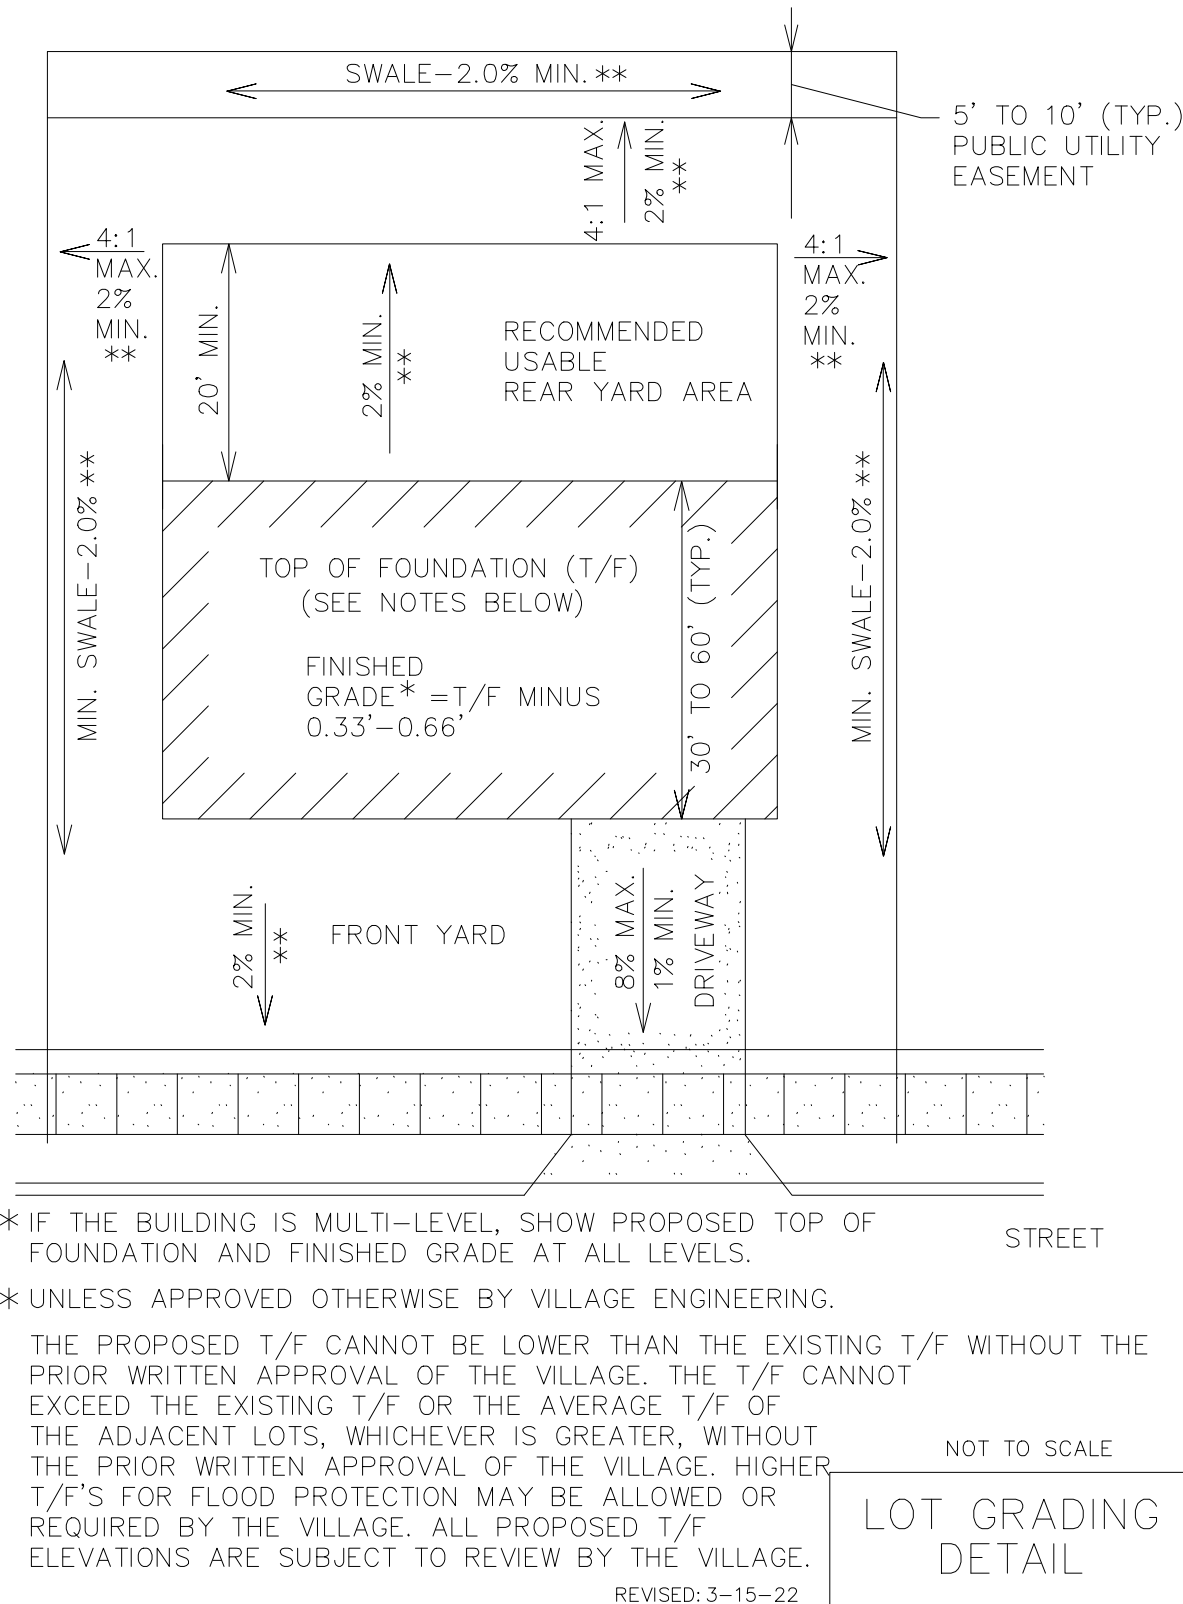 SWALE-2.0% MIN. **
5' TO 10' (TYP.)
PUBLIC UTILITY
EASEMENT
4:1 MAX.
2% MIN.
**
4:1
MAX.
2%
MIN.
**
4:1
MAX.
2%
MIN.
**
20' MIN.
2% MIN.
**
RECOMMENDED
USABLE
REAR YARD AREA
MIN. SWALE-2.0% **
MIN. SWALE-2.0% **
TOP OF FOUNDATION (T/F)
(SEE NOTES BELOW)
FINISHED
GRADE* =T/F MINUS
0.33'-0.66'
30' TO 60' (TYP.)
2% MIN.
**
FRONT YARD
8% MAX.
1% MIN.
DRIVEWAY
* IF THE BUILDING IS MULTI-LEVEL, SHOW PROPOSED TOP OF
FOUNDATION AND FINISHED GRADE AT ALL LEVELS.
STREET
* UNLESS APPROVED OTHERWISE BY VILLAGE ENGINEERING.
THE PROPOSED T/F CANNOT BE LOWER THAN THE EXISTING T/F WITHOUT THE
PRIOR WRITTEN APPROVAL OF THE VILLAGE. THE T/F CANNOT
EXCEED THE EXISTING T/F OR THE AVERAGE T/F OF
THE ADJACENT LOTS, WHICHEVER IS GREATER, WITHOUT
THE PRIOR WRITTEN APPROVAL OF THE VILLAGE. HIGHER
T/F'S FOR FLOOD PROTECTION MAY BE ALLOWED OR
REQUIRED BY THE VILLAGE. ALL PROPOSED T/F
ELEVATIONS ARE SUBJECT TO REVIEW BY THE VILLAGE.
NOT TO SCALE
LOT GRADING
DETAIL
REVISED: 3-15-22